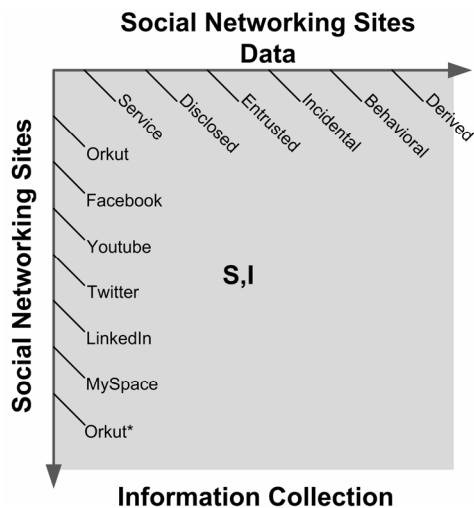 Social Networking Sites
Data
Service
Disclosed
Entrusted
Incidental
Behavioral
Derived
Social Networking Sites
Orkut
Facebook
Youtube
Twitter
LinkedIn
MySpace
Orkut*
S,I
Information Collection